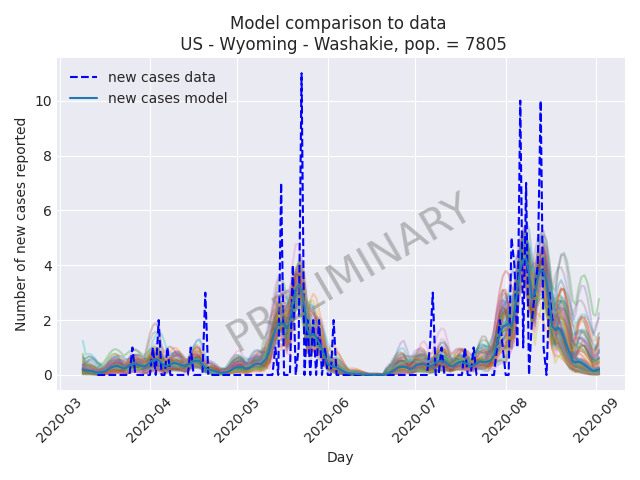 Model comparison to data
US - Wyoming - Washakie, pop. = 7805
new cases data
new cases model
PRELIMINARY
Number of new cases reported
10
8
6
4
2
0
2020-03
2020-04
2020-05
2020-06
2020-07
2020-08
2020-09
Day